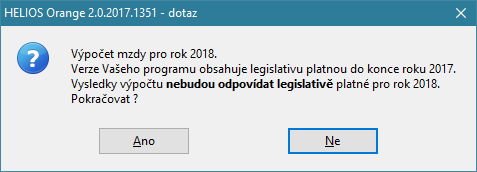 HELIOS Orange 2.0.2017.1351 - dotaz
Výpočet mzdy pro rok 2018.
Verze Vašeho programu obsahuje legislativu platnou do konce roku 2017.
Vysledky výpočtu nebudou odpovídat legislativě platné pro rok 2018.
Pokračovat ?
Ano
Ne